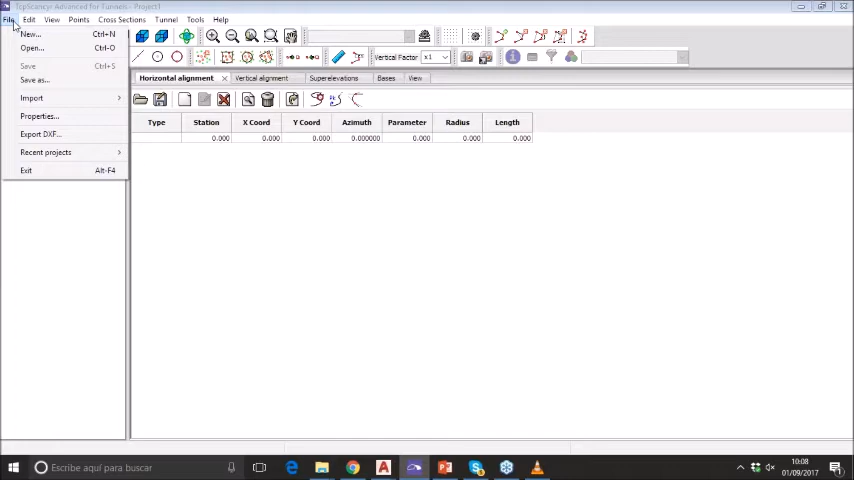 TopScancyr Advanced for Tunnels - Project1
File Edit View Points Cross Sections Tunnel Tools Help
New... Ctrl+N
Open... Ctrl-O
Save Ctrl+S
Save as...
Import
Properties...
Export DXF...
Recent projects
Exit Alt-F4
Vertical Factor x1
Horizontal alignment Vertical alignment Superelevations Bases View
Type Station X Coord Y Coord Azimuth Parameter Radius Length
0.000 0.000 0.000 0.000000 0.000 0.000 0.000
Escribe aquí para buscar
10:08
01/09/2017